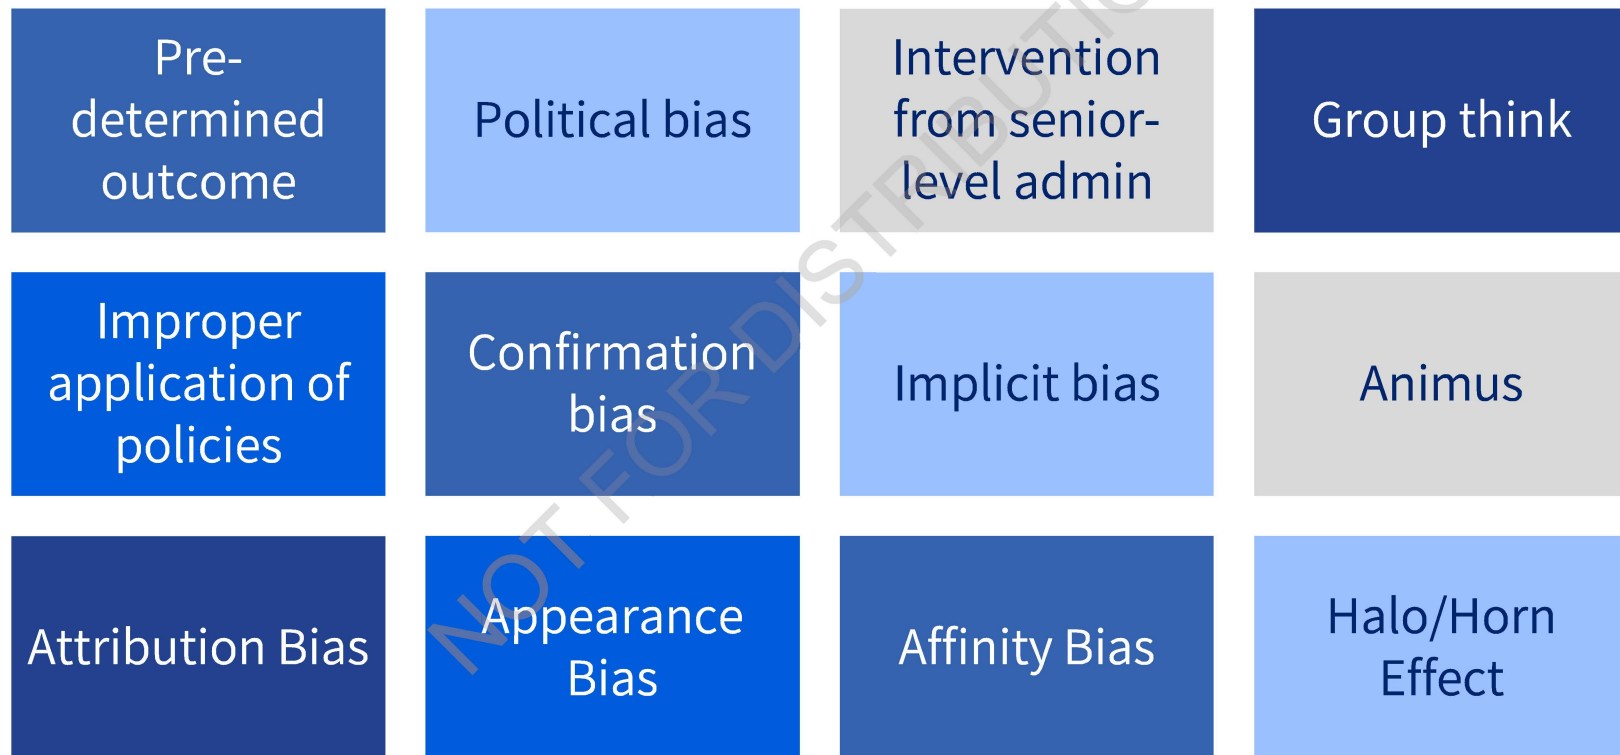 Pre-
determined
outcome
Political bias
Intervention
from senior-
level admin
Group think
Improper
application of
policies
Confirmation
bias
Implicit bias
Animus
Attribution Bias
Appearance
Bias
Affinity Bias
Halo/Horn
Effect
NOT FOR DISTRIBUTIO